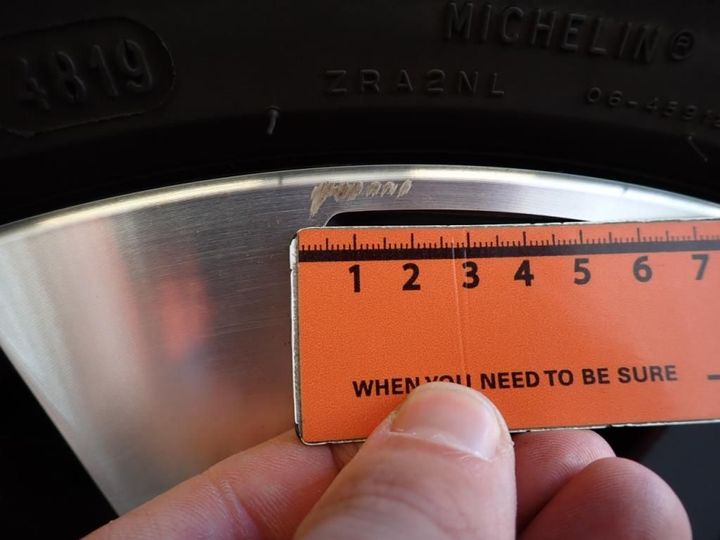 MICHELIN®
4819
ZRA2NL
1 2 3 4 5 6 7
WHEN YOU NEED TO BE SURE